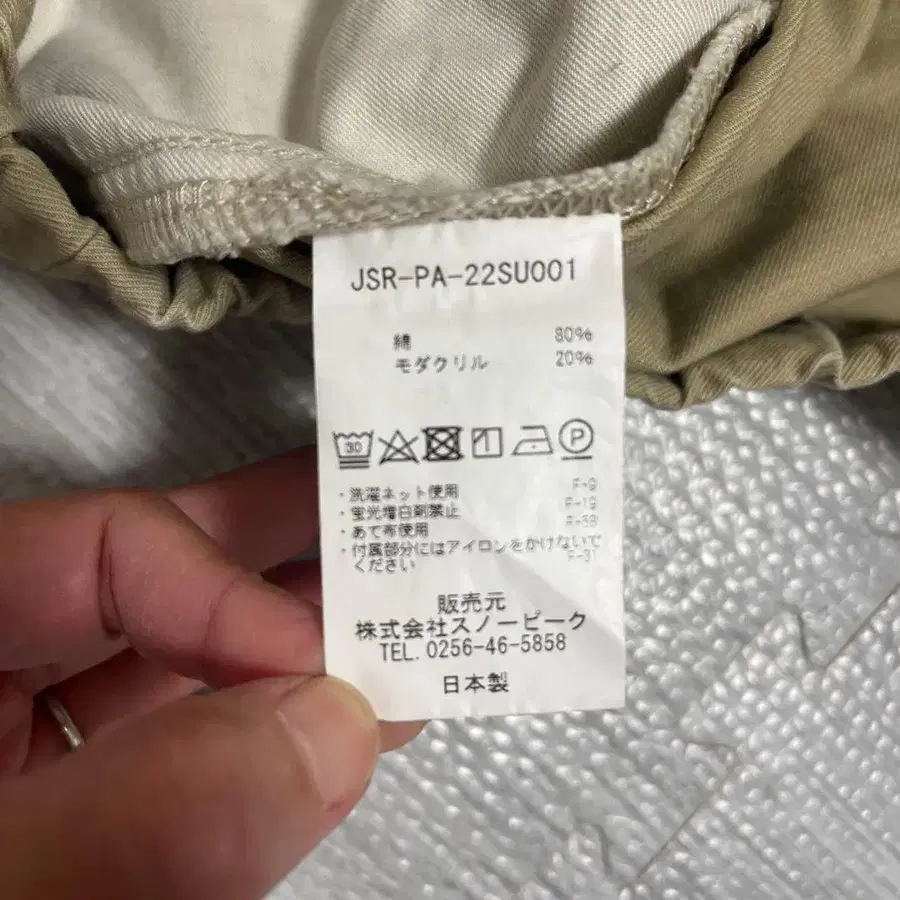 JSR-PA-22SU001
綿 80%
モダクリル 20%
30 P
・洗濯ネット使用 F-9
・蛍光増白剤禁止 F-19
・あて布使用 F-38
・付属部分にはアイロンをかけないで
ください F-31
販売元
株式会社スノーピーク
TEL.0256-46-5858
日本製